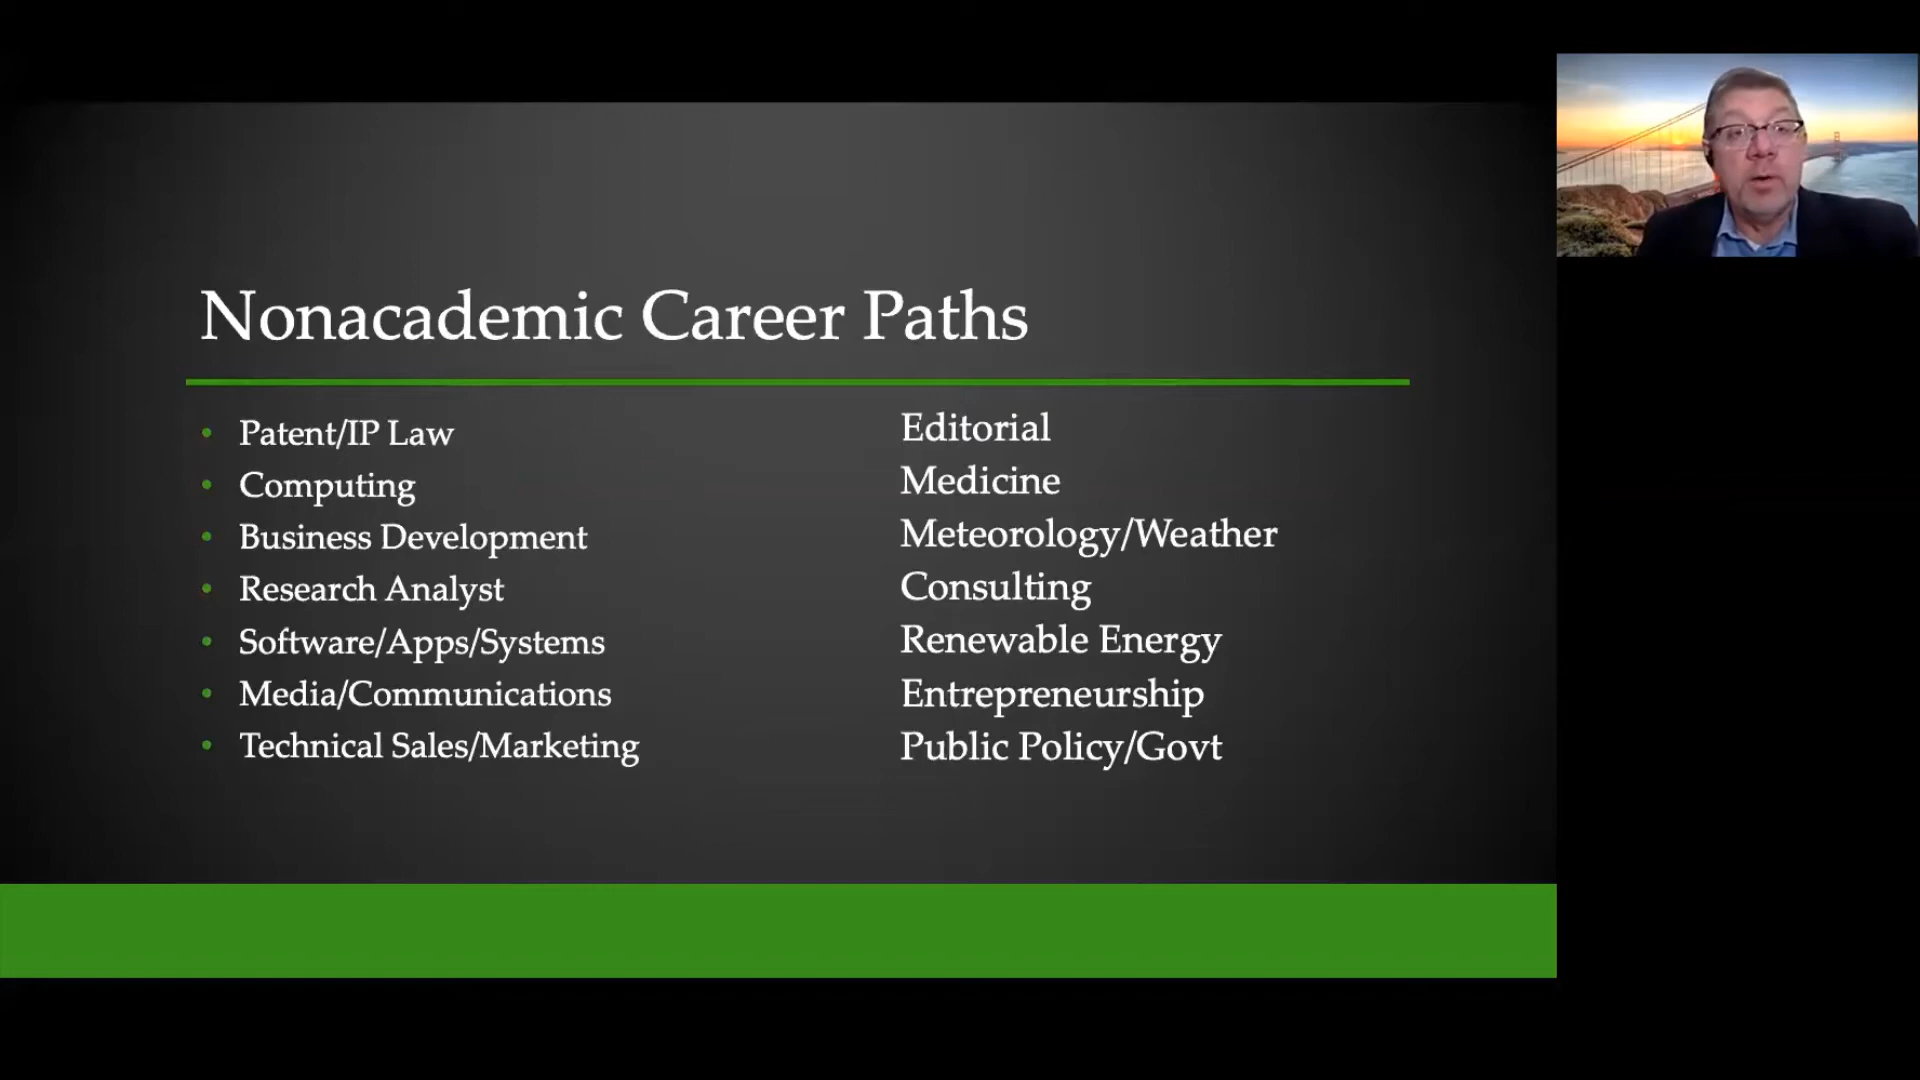 Nonacademic Career Paths
• Patent/IP Law
• Computing
• Business Development
• Research Analyst
• Software/Apps/Systems
• Media/Communications
• Technical Sales/Marketing
Editorial
Medicine
Meteorology/Weather
Consulting
Renewable Energy
Entrepreneurship
Public Policy/Govt